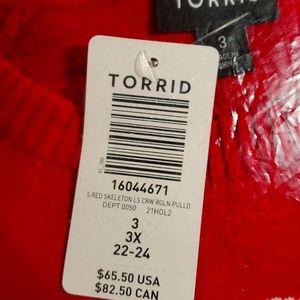 TORRID
3
TORRID
16044671
S RED SKELETON LS CRW RGLN PULLO
DEPT 0050 21HOL2
3
3X
22-24
$65.50 USA
$82.50 CAN